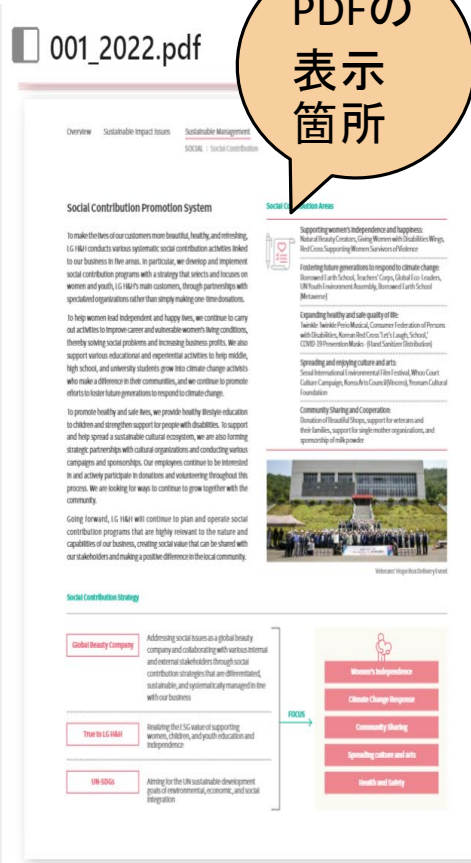 001_2022.pdf
PDFの
表示
箇所
Overview Sustainable Impact Issues Sustainable Management
SOCIAL | Social Contribution
Social Contribution Promotion System
To make the lives of our customers more beautiful, healthy, and refreshing,
LG H&H conducts various systematic social contribution activities linked
to our business in five areas. In particular, we develop and implement
social contribution programs with a strategy that selects and focuses on
women and youth, LG H&H's main customers, through partnerships with
specialized organizations rather than simply making one-time donations.
To help women lead independent and happy lives, we continue to carry
out activities to improve career and vulnerable women's living conditions,
thereby solving social problems and increasing business profits. We also
support various educational and experiential activities to help middle,
high school, and university students grow into climate change activists
who make a difference in their communities, and we continue to promote
efforts to foster future generations to respond to climate change.
To promote healthy and safe lives, we provide healthy lifestyle education
to children and strengthen support for people with disabilities. To support
and help spread a sustainable cultural ecosystem, we are also forming
strategic partnerships with cultural organizations and conducting various
campaigns and sponsorships. Our employees continue to be interested
in and actively participate in donations and volunteering throughout this
process. We are looking for ways to continue to grow together with the
community.
Going forward, LG H&H will continue to plan and operate social
contribution programs that are highly relevant to the nature and
capabilities of our business, creating social value that can be shared with
our stakeholders and making a positive difference in the local community.
Social Contribution Areas
Supporting women's independence and happiness:
Natural Beauty Creators, Giving Women with Disabilities Wings,
Red Cross Supporting Women Survivors of Violence
Fostering future generations to respond to climate change:
Borrowed Earth School, Teachers' Corps, Global Eco-Leaders,
UN Youth Environment Assembly, Borrowed Earth School
(Metaverse)
Expanding healthy and safe quality of life:
Twinkle Twinkle Perio Musical, Consumer Federation of Persons
with Disabilities, Korean Red Cross 'Let's Laugh, School,'
COVID-19 Prevention Masks · (Hand Sanitizer Distribution)
Spreading and enjoying culture and arts:
Seoul International Environmental Film Festival, Whoo Court
Culture Campaign, Korea Arts Council (Vincero), Yeonam Cultural
Foundation
Community Sharing and Cooperation:
Donation of Beautiful Shops, support for veterans and
their families, support for single mother organizations, and
sponsorship of milk powder
Veterans' Hope Box Delivery Event
Social Contribution Strategy
Global Beauty Company
Addressing social issues as a global beauty
company and collaborating with various internal
and external stakeholders through social
contribution strategies that are differentiated,
sustainable, and systematically managed in line
with our business
True to LG H&H
Realizing the ESG value of supporting
women, children, and youth education and
independence
UN-SDGs
Aiming for the UN sustainable development
goals of environmental, economic, and social
integration
FOCUS
Women's Independence
Climate Change Response
Community Sharing
Spreading culture and arts
Health and Safety